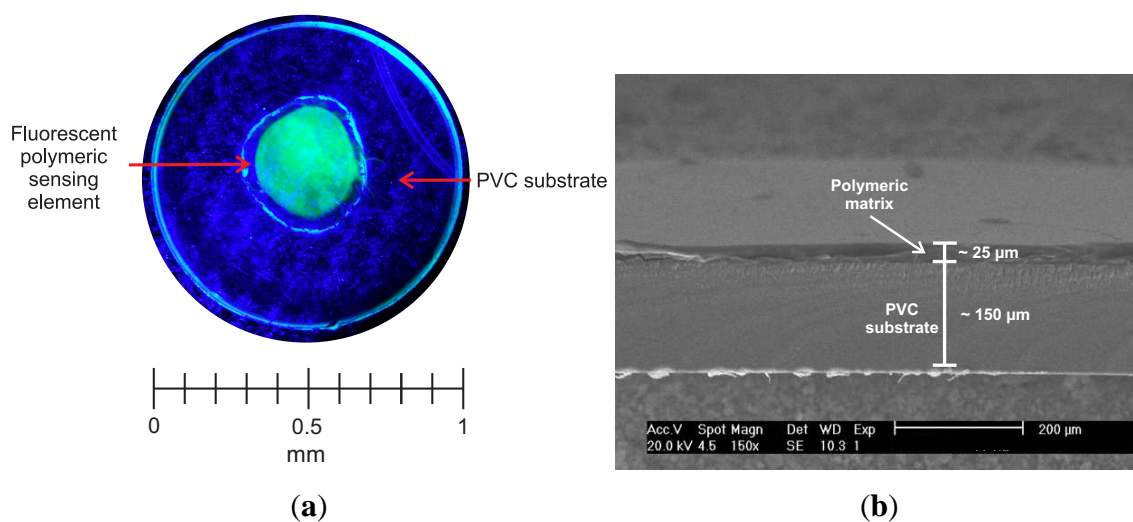 Fluorescent
polymeric
sensing
element
PVC substrate
0
0.5
1
mm
(a)
Polymeric
matrix
~ 25 µm
PVC
substrate
~ 150 µm
Acc.V Spot Magn Det WD Exp
20.0 kV 4.5 150x SE 10.3 1
200 µm
(b)